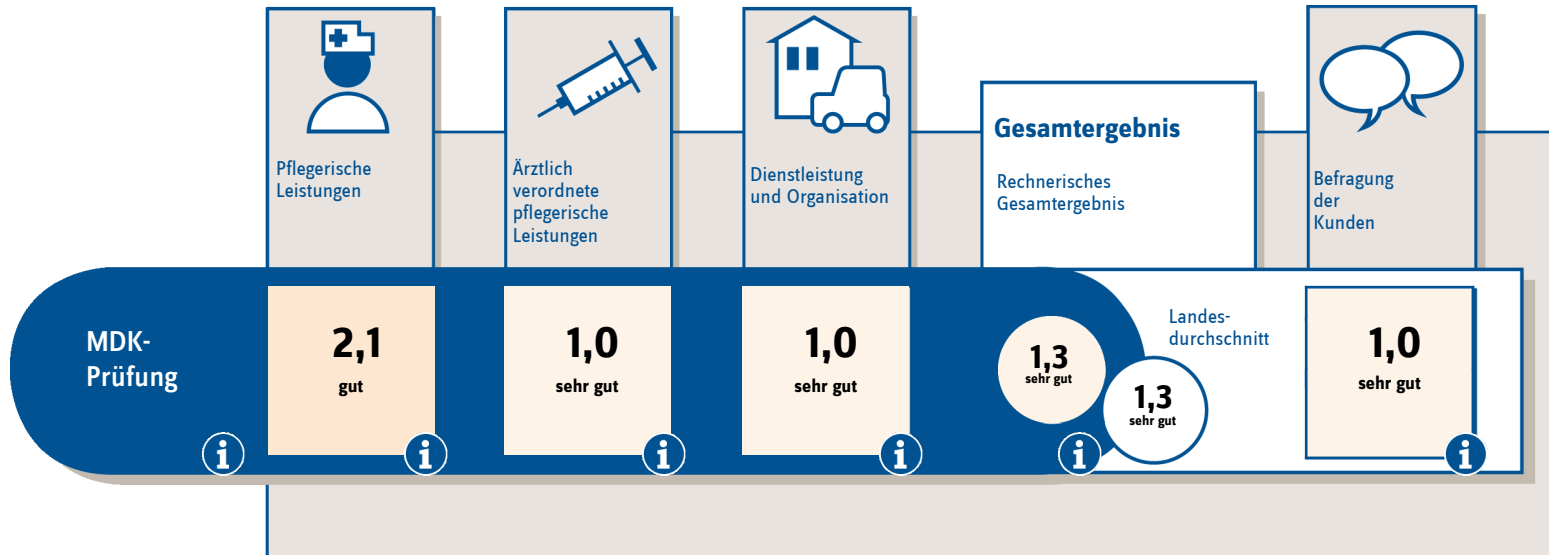 Pflegerische
Leistungen
Ärztlich
verordnete
pflegerische
Leistungen
Dienstleistung
und Organisation
Gesamtergebnis
Rechnerisches
Gesamtergebnis
Befragung
der
Kunden
MDK-
Prüfung
i
2,1
gut
i
1,0
sehr gut
i
1,0
sehr gut
i
1,3
sehr gut
i
Landes-
durchschnitt
1,3
sehr gut
1,0
sehr gut
i